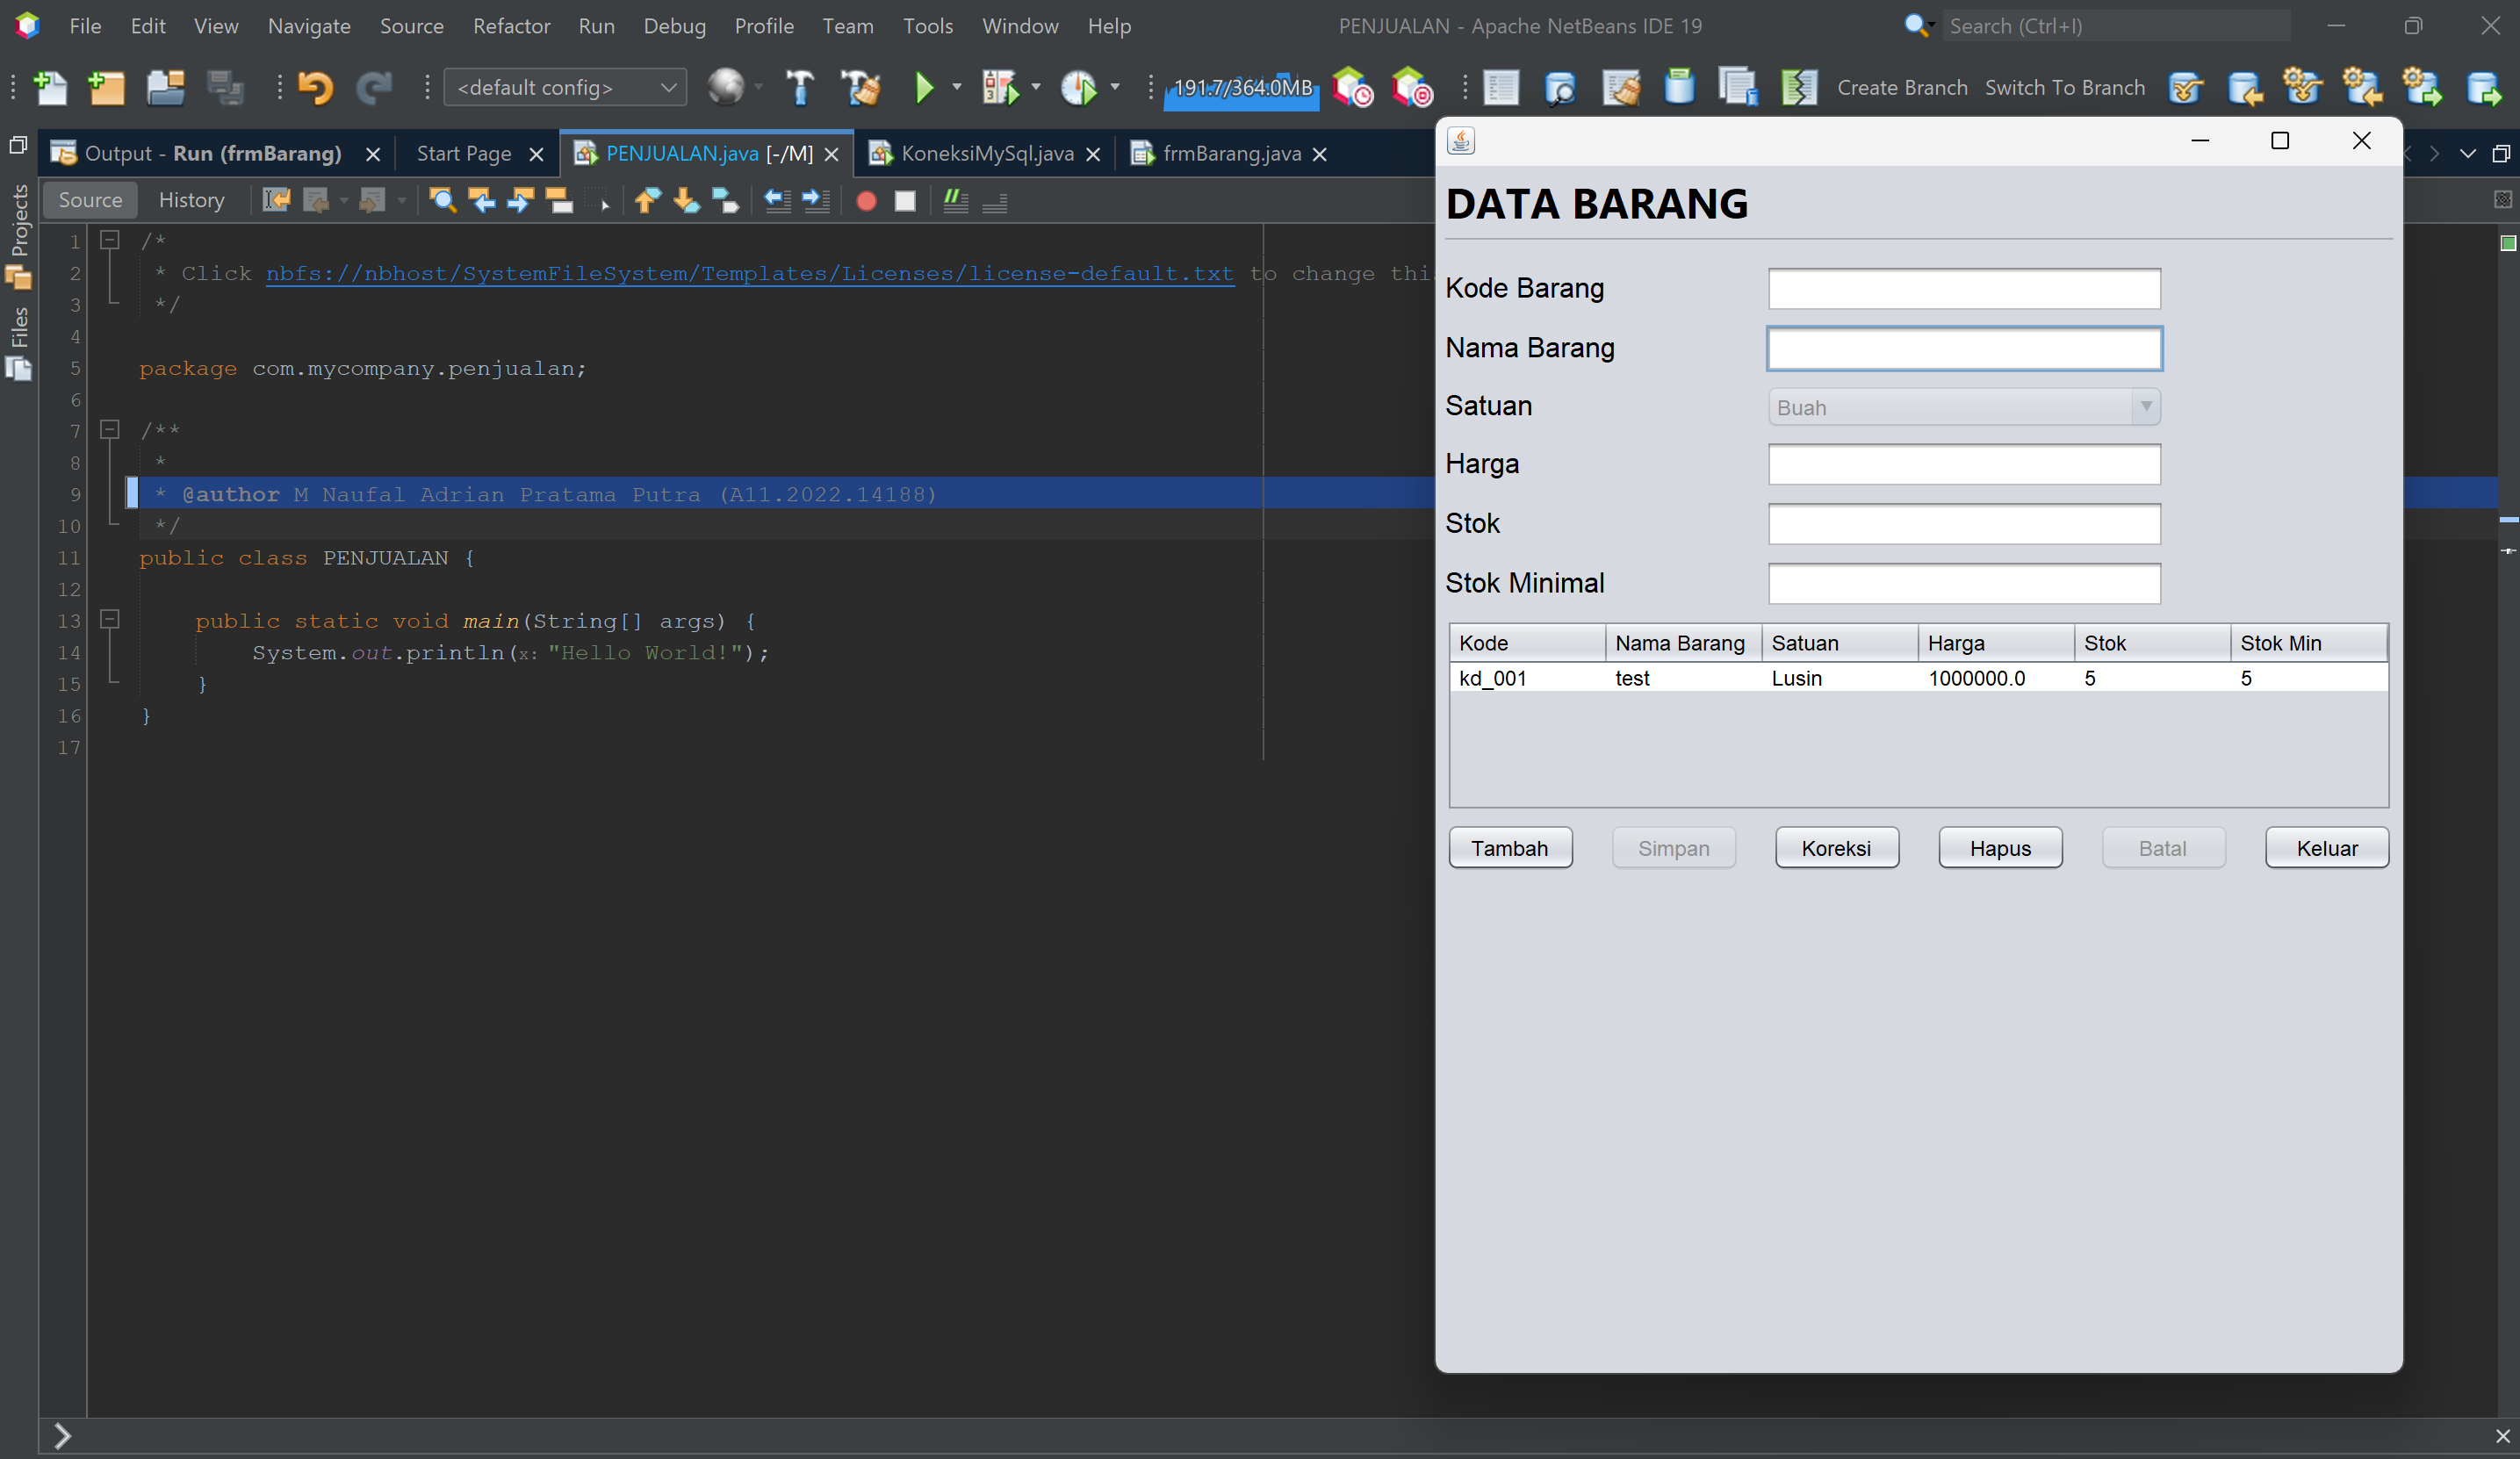 File Edit View Navigate Source Refactor Run Debug Profile Team Tools Window Help
PENJUALAN - Apache NetBeans IDE 19
Search (Ctrl+I)
<default config>
191.7/364.0MB
Create Branch Switch To Branch
Projects
Files
Output - Run (frmBarang)
Start Page
PENJUALAN.java [-/M]
KoneksiMySql.java
frmBarang.java
Source History
1 /*
2 * Click nbfs://nbhost/SystemFileSystem/Templates/Licenses/license-default.txt to change thi
3 */
4
5 package com.mycompany.penjualan;
6
7 /**
8 *
9 * @author M Naufal Adrian Pratama Putra (A11.2022.14188)
10 */
11 public class PENJUALAN {
12
13 public static void main(String[] args) {
14 System.out.println(x: "Hello World!");
15 }
16 }
17
DATA BARANG
Kode Barang
Nama Barang
Satuan Buah
Harga
Stok
Stok Minimal
Kode Nama Barang Satuan Harga Stok Stok Min
kd_001 test Lusin 1000000.0 5 5
Tambah Simpan Koreksi Hapus Batal Keluar